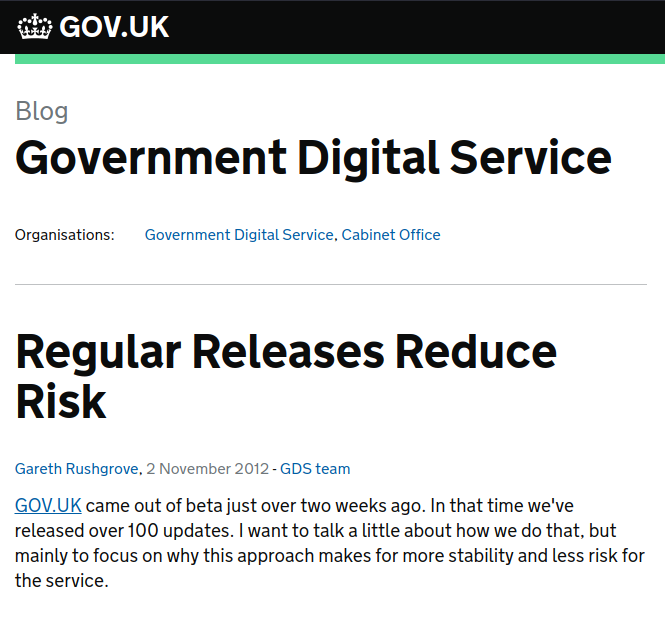 GOV.UK
Blog
Government Digital Service
Organisations: Government Digital Service, Cabinet Office
Regular Releases Reduce
Risk
Gareth Rushgrove, 2 November 2012 - GDS team
GOV.UK came out of beta just over two weeks ago. In that time we've
released over 100 updates. I want to talk a little about how we do that, but
mainly to focus on why this approach makes for more stability and less risk for
the service.